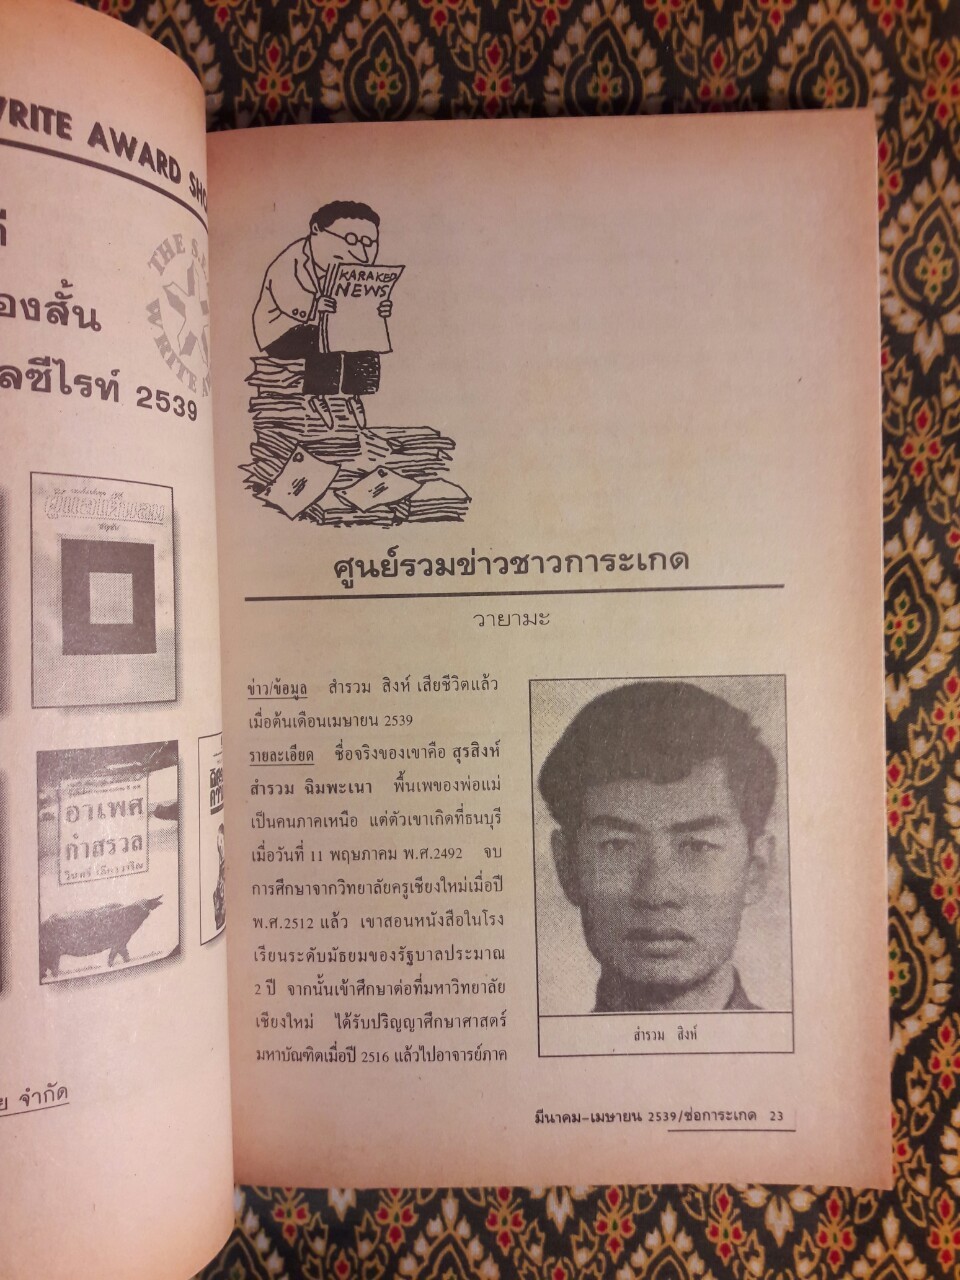 WRITE AWARD SHO
องสั้น
ลซีไรท์ 2539
THE S.
WRITE A
อาเพศ
กำสรวล
ย จำกัด
KARAKED
NEWS
ศูนย์รวมข่าวชาวการะเกด
วายามะ
ข่าว/ข้อมูล สำรวม สิงห์ เสียชีวิตแล้ว
เมื่อต้นเดือนเมษายน 2539
รายละเอียด ชื่อจริงของเขาคือ สุรสิงห์
สำรวม ฉิมพะเนา พื้นเพของพ่อแม่
เป็นคนภาคเหนือ แต่ตัวเขาเกิดที่ธนบุรี
เมื่อวันที่ 11 พฤษภาคม พ.ศ.2492 จบ
การศึกษาจากวิทยาลัยครูเชียงใหม่เมื่อปี
พ.ศ.2512 แล้ว เขาสอนหนังสือในโรง
เรียนระดับมัธยมของรัฐบาลประมาณ
2 ปี จากนั้นเข้าศึกษาต่อที่มหาวิทยาลัย
เชียงใหม่ ได้รับปริญญาศึกษาศาสตร์
มหาบัณฑิตเมื่อปี 2516 แล้วไปอาจารย์ภาค
สำรวม สิงห์
มีนาคม-เมษายน 2539/ช่อการะเกด 23